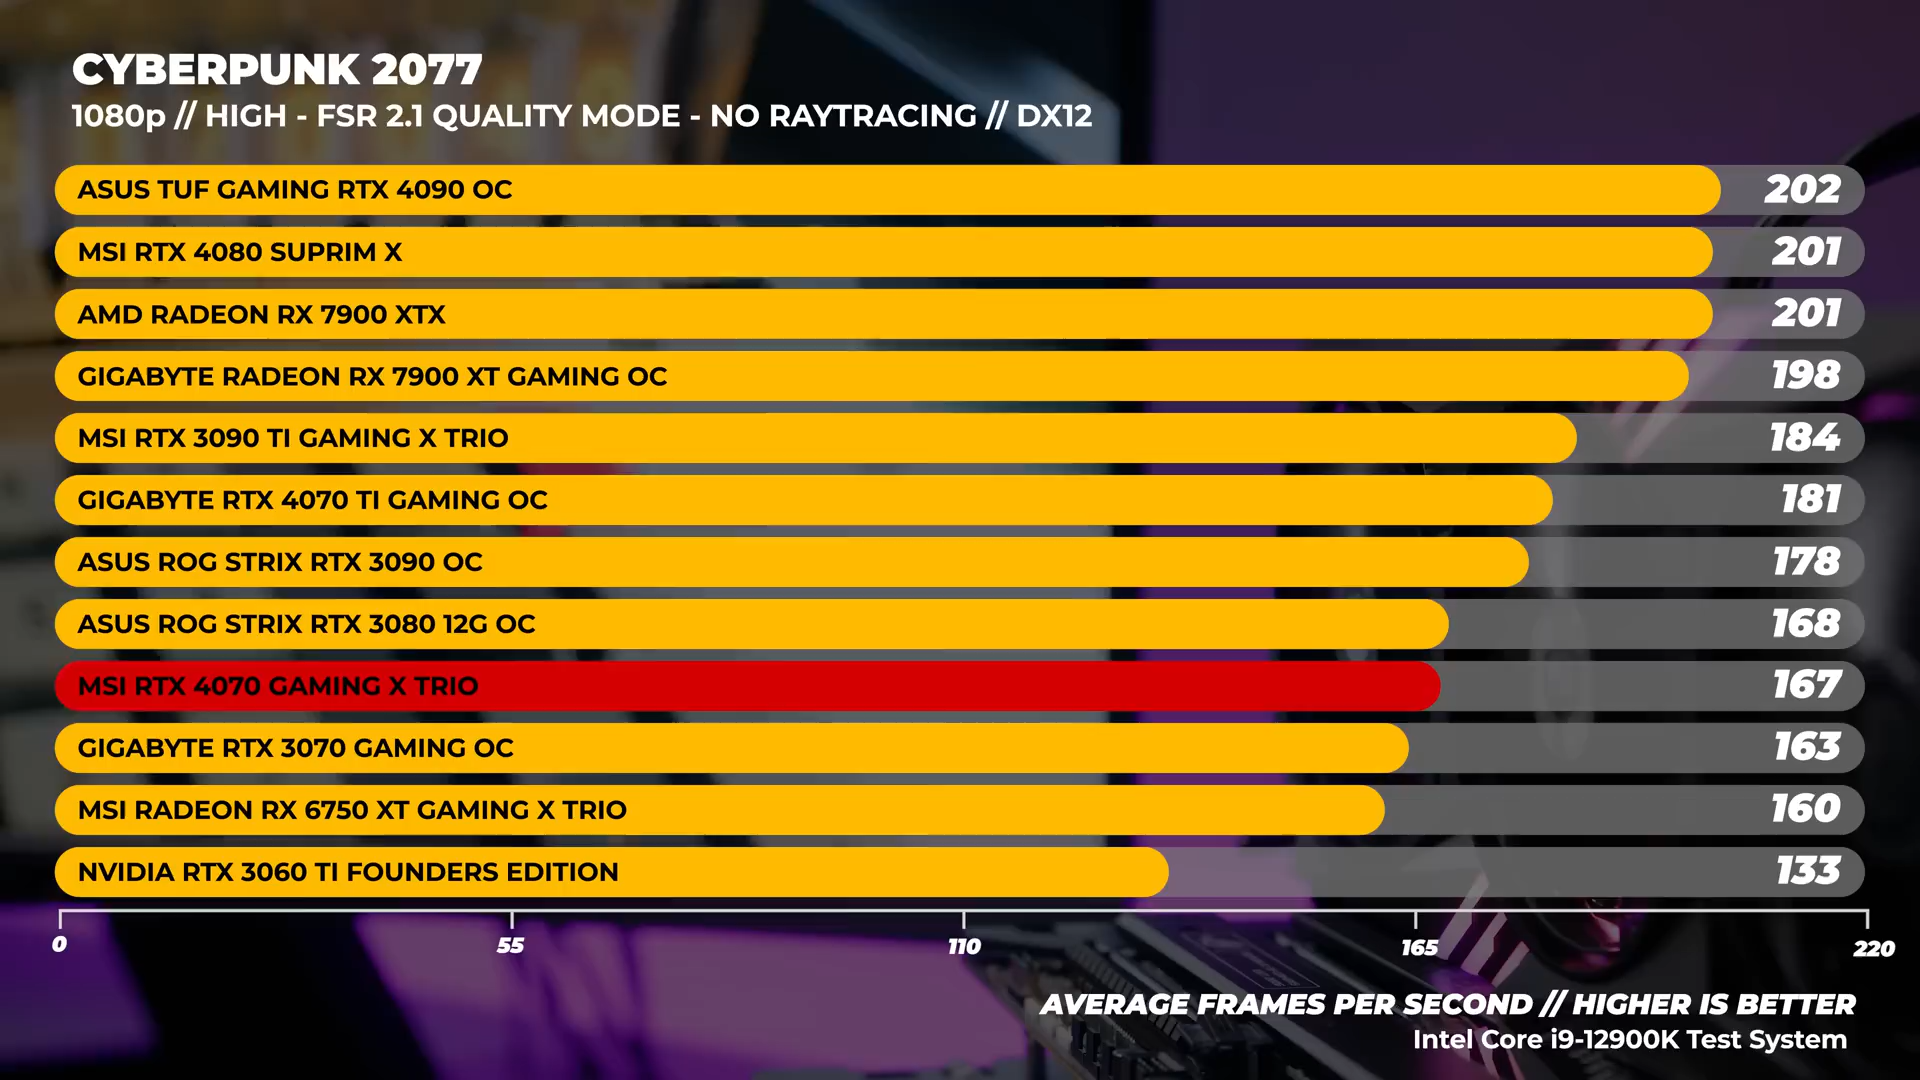 CYBERPUNK 2077
1080p // HIGH - FSR 2.1 QUALITY MODE - NO RAYTRACING // DX12
ASUS TUF GAMING RTX 4090 OC 202
MSI RTX 4080 SUPRIM X 201
AMD RADEON RX 7900 XTX 201
GIGABYTE RADEON RX 7900 XT GAMING OC 198
MSI RTX 3090 TI GAMING X TRIO 184
GIGABYTE RTX 4070 TI GAMING OC 181
ASUS ROG STRIX RTX 3090 OC 178
ASUS ROG STRIX RTX 3080 12G OC 168
MSI RTX 4070 GAMING X TRIO 167
GIGABYTE RTX 3070 GAMING OC 163
MSI RADEON RX 6750 XT GAMING X TRIO 160
NVIDIA RTX 3060 TI FOUNDERS EDITION 133
0 55 110 165 220
AVERAGE FRAMES PER SECOND // HIGHER IS BETTER
Intel Core i9-12900K Test System